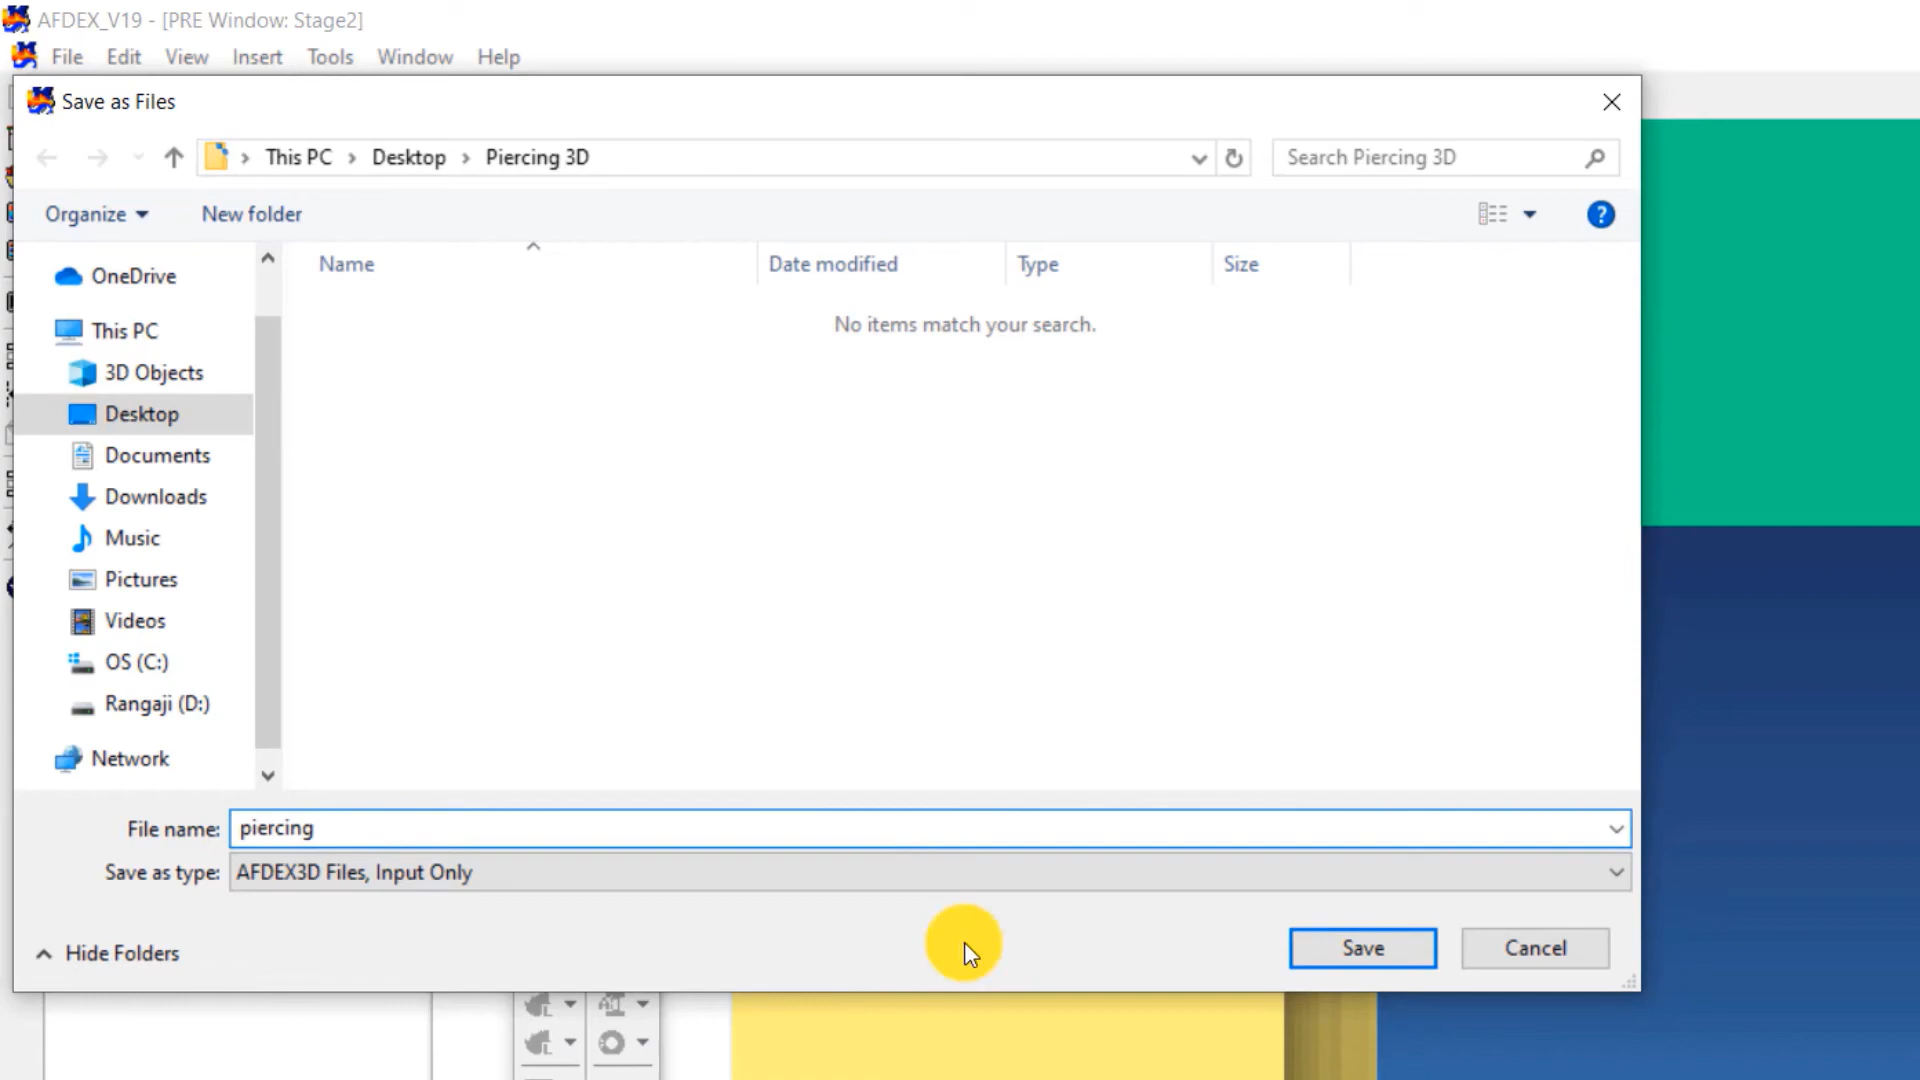 AFDEX_V19 - [PRE Window: Stage2]
File Edit View Insert Tools Window Help
Save as Files
This PC > Desktop > Piercing 3D
Search Piercing 3D
Organize New folder
?
Name Date modified Type Size
No items match your search.
OneDrive
This PC
3D Objects
Desktop
Documents
Downloads
Music
Pictures
Videos
OS (C:)
Rangaji (D:)
Network
File name: piercing
Save as type: AFDEX3D Files, Input Only
Hide Folders
Save Cancel